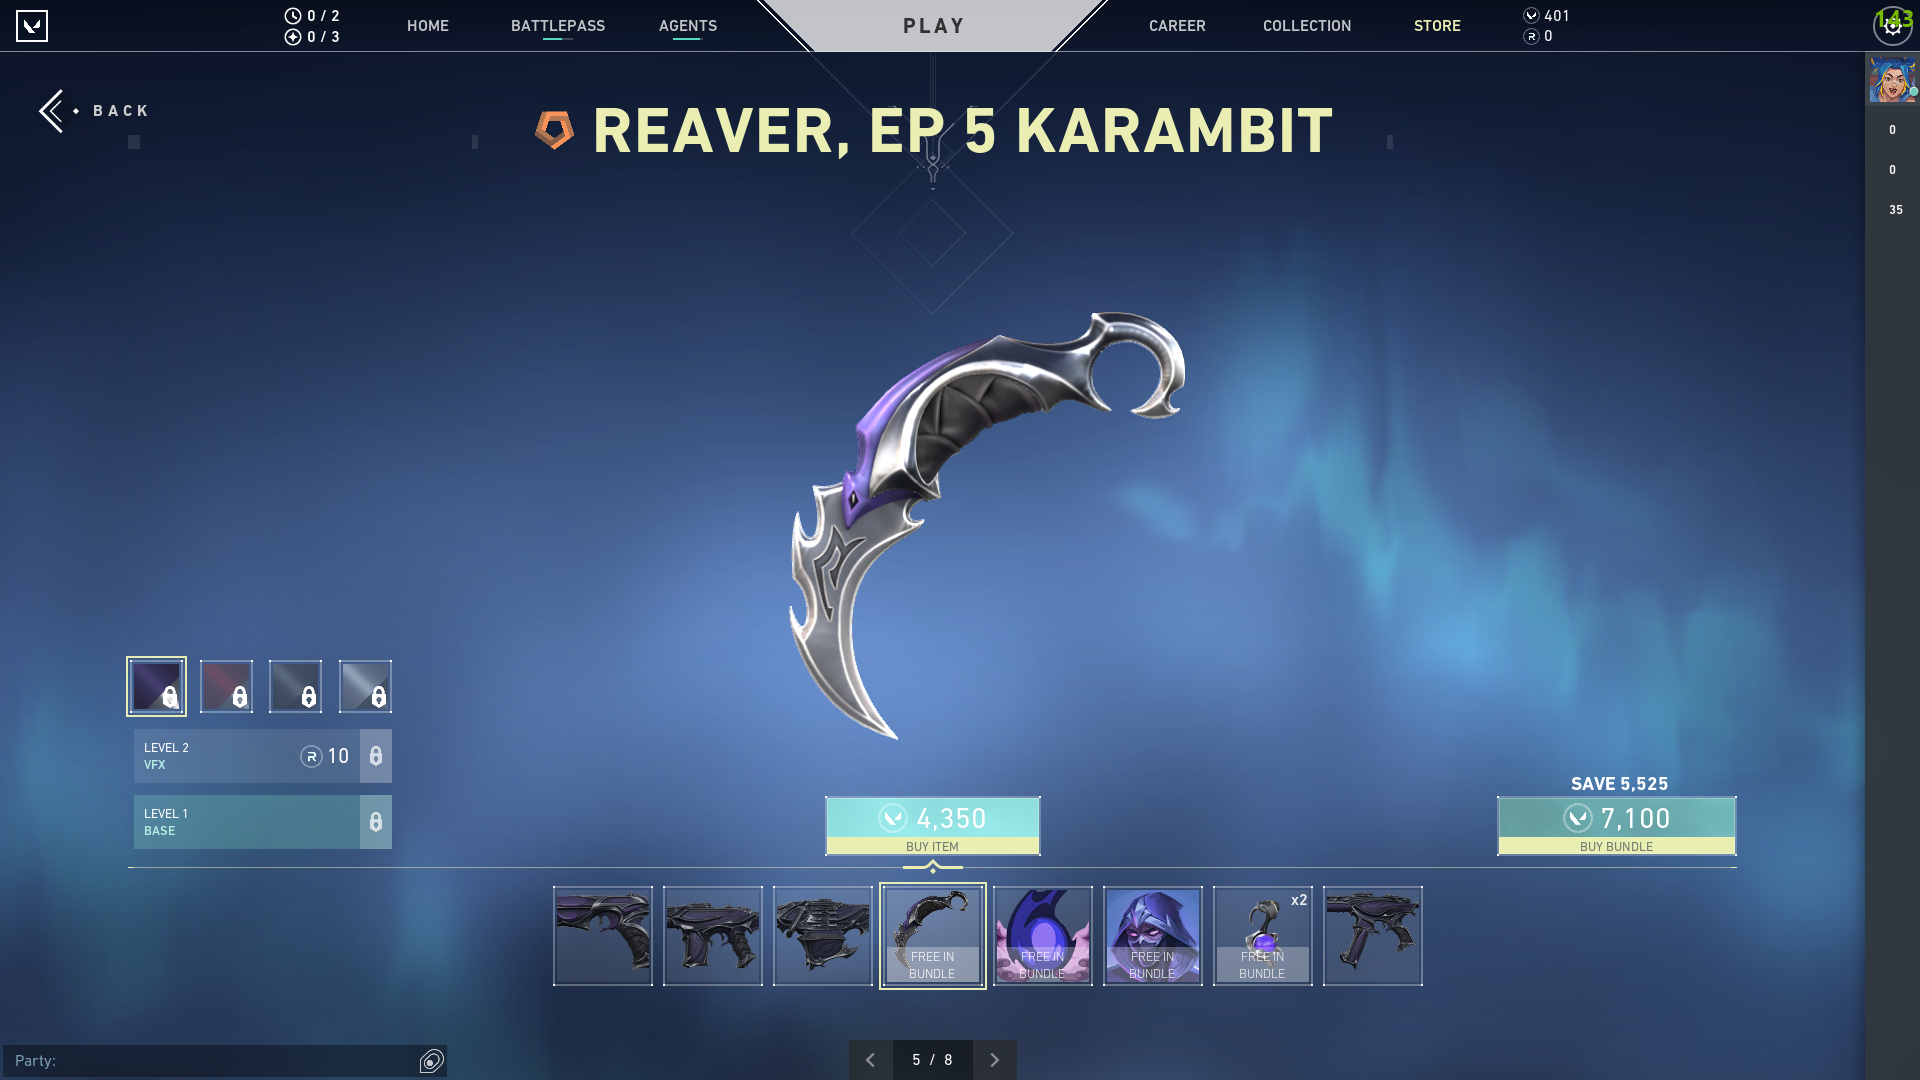 0 / 2
0 / 3
HOME
BATTLEPASS
AGENTS
PLAY
CAREER
COLLECTION
STORE
401
R 0
143
BACK
REAVER, EP 5 KARAMBIT
0
0
35
LEVEL 2
VFX
R 10
LEVEL 1
BASE
4,350
BUY ITEM
SAVE 5,525
7,100
BUY BUNDLE
FREE IN
BUNDLE
FREE IN
BUNDLE
FREE IN
BUNDLE
x2
FREE IN
BUNDLE
Party:
5 / 8